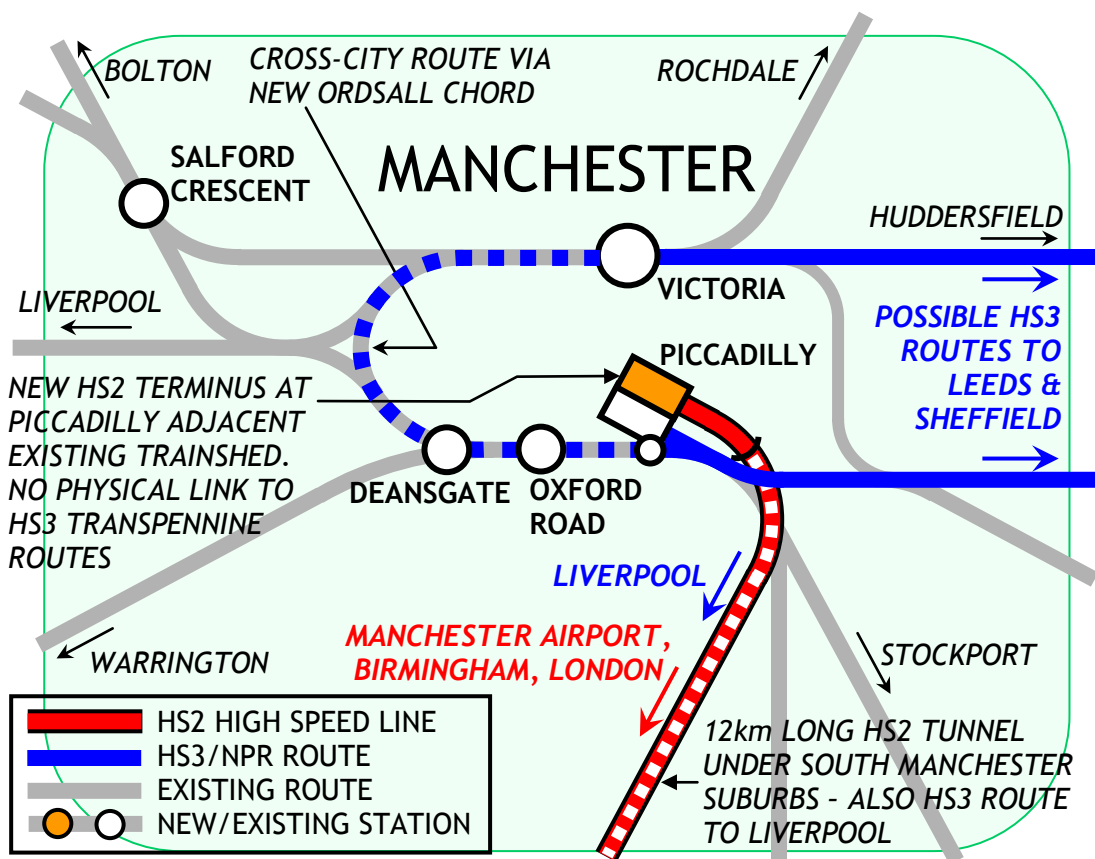 BOLTON
CROSS-CITY ROUTE VIA
NEW ORDSALL CHORD
ROCHDALE
SALFORD
CRESCENT
MANCHESTER
HUDDERSFIELD
VICTORIA
LIVERPOOL
POSSIBLE HS3
ROUTES TO
LEEDS &
SHEFFIELD
PICCADILLY
NEW HS2 TERMINUS AT
PICCADILLY ADJACENT
EXISTING TRAINSHED.
NO PHYSICAL LINK TO
HS3 TRANSPENNINE
ROUTES
DEANSGATE
OXFORD
ROAD
LIVERPOOL
MANCHESTER AIRPORT,
BIRMINGHAM, LONDON
WARRINGTON
STOCKPORT
12km LONG HS2 TUNNEL
UNDER SOUTH MANCHESTER
SUBURBS - ALSO HS3 ROUTE
TO LIVERPOOL
HS2 HIGH SPEED LINE
HS3/NPR ROUTE
EXISTING ROUTE
NEW/EXISTING STATION